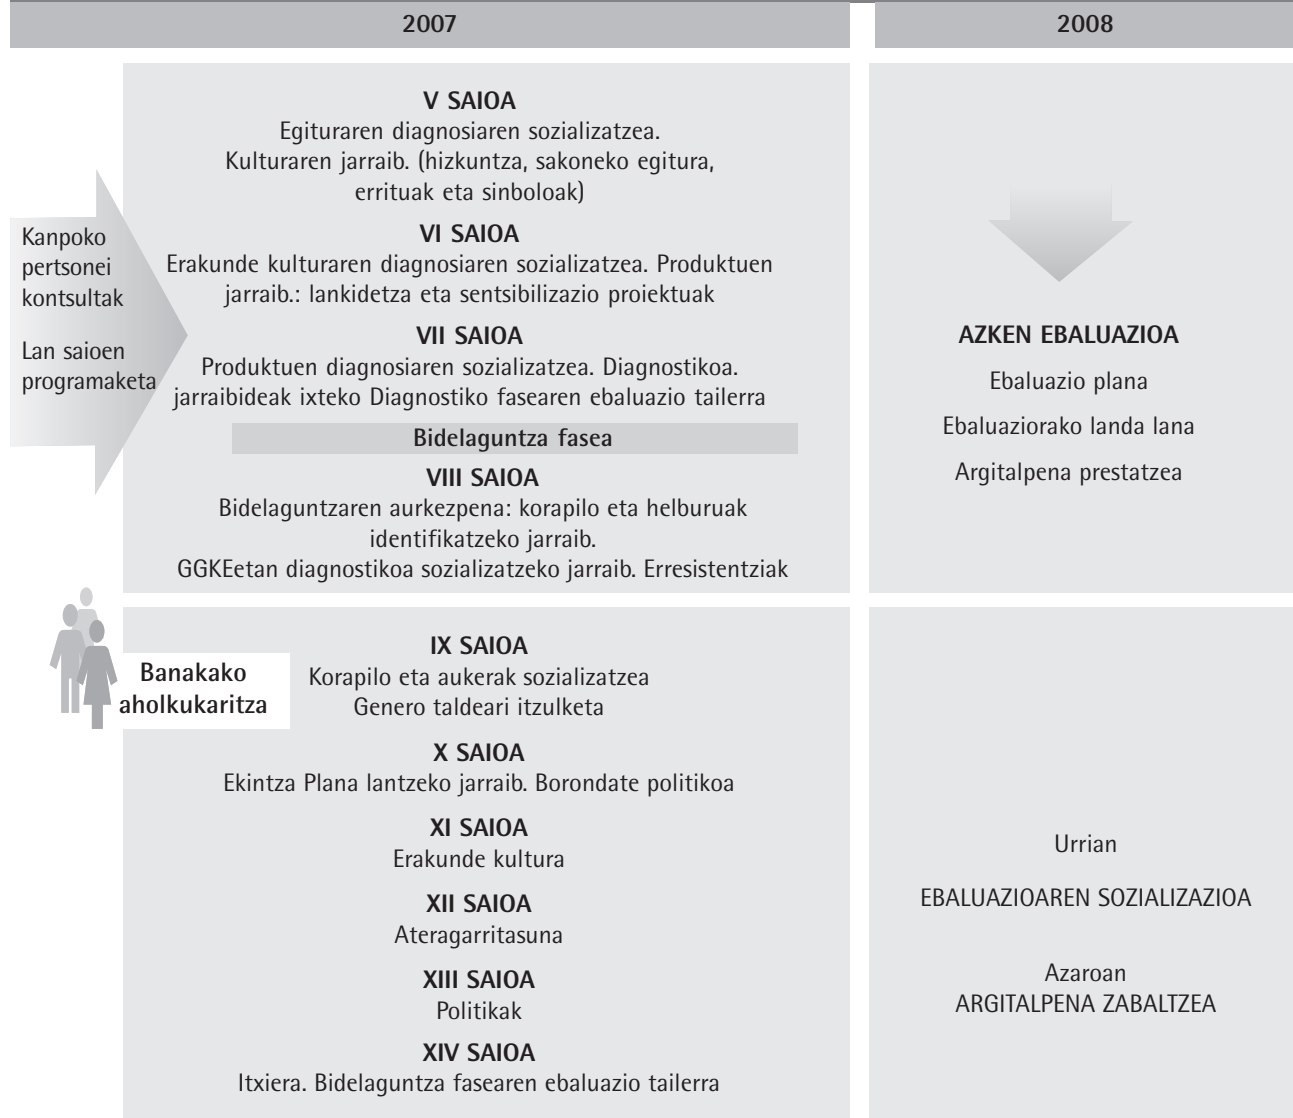 2007
2008
V SAIOA
Egituraren diagnosiaren sozializatzea.
Kulturaren jarraib. (hizkuntza, sakoneko egitura,
errituak eta sinboloak)
Kanpoko
pertsonei
kontsultak
Lan saioen
programaketa
VI SAIOA
Erakunde kulturaren diagnosiaren sozializatzea. Produktuen
jarraib.: lankidetza eta sentsibilizazio proiektuak
VII SAIOA
Produktuen diagnosiaren sozializatzea. Diagnostikoa.
jarraibideak ixteko Diagnostiko fasearen ebaluazio tailerra
Bidelaguntza fasea
VIII SAIOA
Bidelaguntzaren aurkezpena: korapilo eta helburuak
identifikatzeko jarraib.
GGKEetan diagnostikoa sozializatzeko jarraib. Erresistentziak
AZKEN EBALUAZIOA
Ebaluazio plana
Ebaluaziorako landa lana
Argitalpena prestatzea
Banakako
aholkukaritza
IX SAIOA
Korapilo eta aukerak sozializatzea
Genero taldeari itzulketa
X SAIOA
Ekintza Plana lantzeko jarraib. Borondate politikoa
XI SAIOA
Erakunde kultura
XII SAIOA
Ateragarritasuna
XIII SAIOA
Politikak
XIV SAIOA
Itxiera. Bidelaguntza fasearen ebaluazio tailerra
Urrian
EBALUAZIOAREN SOZIALIZAZIOA
Azaroan
ARGITALPENA ZABALTZEA